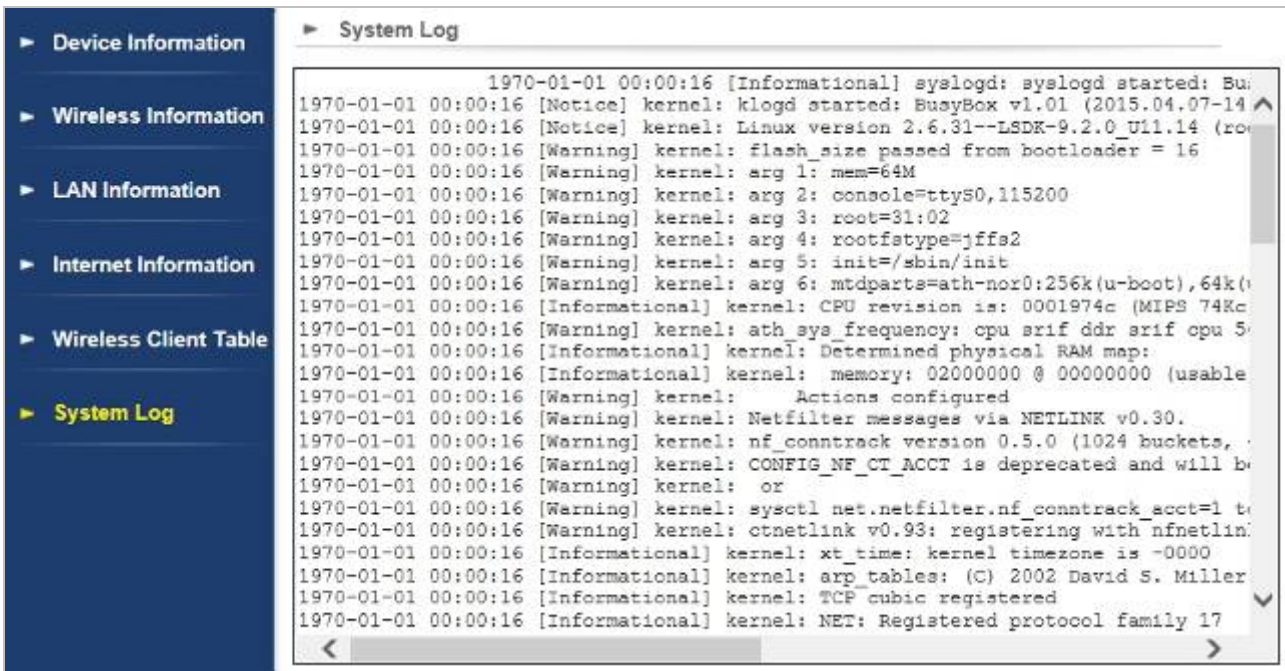 Device Information
Wireless Information
LAN Information
Internet Information
Wireless Client Table
System Log
System Log
1970-01-01 00:00:16 [Informational] syslogd: syslogd started:
1970-01-01 00:00:16 [Notice] kernel: klogd started: BusyBox v1.01 (2015.04.07-14
1970-01-01 00:00:16 [Notice] kernel: Linux version 2.6.31--LSDK-9.2.0_U11.14
1970-01-01 00:00:16 [Warning] kernel: flash_size passed from bootloader = 16
1970-01-01 00:00:16 [Warning] kernel: arg 1: mem=64M
1970-01-01 00:00:16 [Warning] kernel: arg 2: console=ttyS0,115200
1970-01-01 00:00:16 [Warning] kernel: arg 3: root=31:02
1970-01-01 00:00:16 [Warning] kernel: arg 4: rootfstype=jffs2
1970-01-01 00:00:16 [Warning] kernel: arg 5: init=/sbin/init
1970-01-01 00:00:16 [Warning] kernel: arg 6: mtdparts=ath-nor0:256k(u-boot),64k(
1970-01-01 00:00:16 [Informational] kernel: CPU revision is: 0001974c (MIPS 74Kc
1970-01-01 00:00:16 [Warning] kernel: ath_sys_frequency: cpu srif ddr srif cpu
1970-01-01 00:00:16 [Informational] kernel: Determined physical RAM map:
1970-01-01 00:00:16 [Informational] kernel: memory: 02000000 @ 00000000 (usable
1970-01-01 00:00:16 [Warning] kernel: Actions configured
1970-01-01 00:00:16 [Warning] kernel: Netfilter messages via NETLINK v0.30.
1970-01-01 00:00:16 [Warning] kernel: nf_conntrack version 0.5.0 (1024 buckets,
1970-01-01 00:00:16 [Warning] kernel: CONFIG_NF_CT_ACCT is deprecated and will
1970-01-01 00:00:16 [Warning] kernel: or
1970-01-01 00:00:16 [Warning] kernel: sysctl net.netfilter.nf_conntrack_acct=1
1970-01-01 00:00:16 [Warning] kernel: ctnetlink v0.93: registering with nfnetlin
1970-01-01 00:00:16 [Informational] kernel: xt_time: kernel timezone is -0000
1970-01-01 00:00:16 [Informational] kernel: arp_tables: (C) 2002 David S. Miller
1970-01-01 00:00:16 [Informational] kernel: TCP cubic registered
1970-01-01 00:00:16 [Informational] kernel: NET: Registered protocol family 17